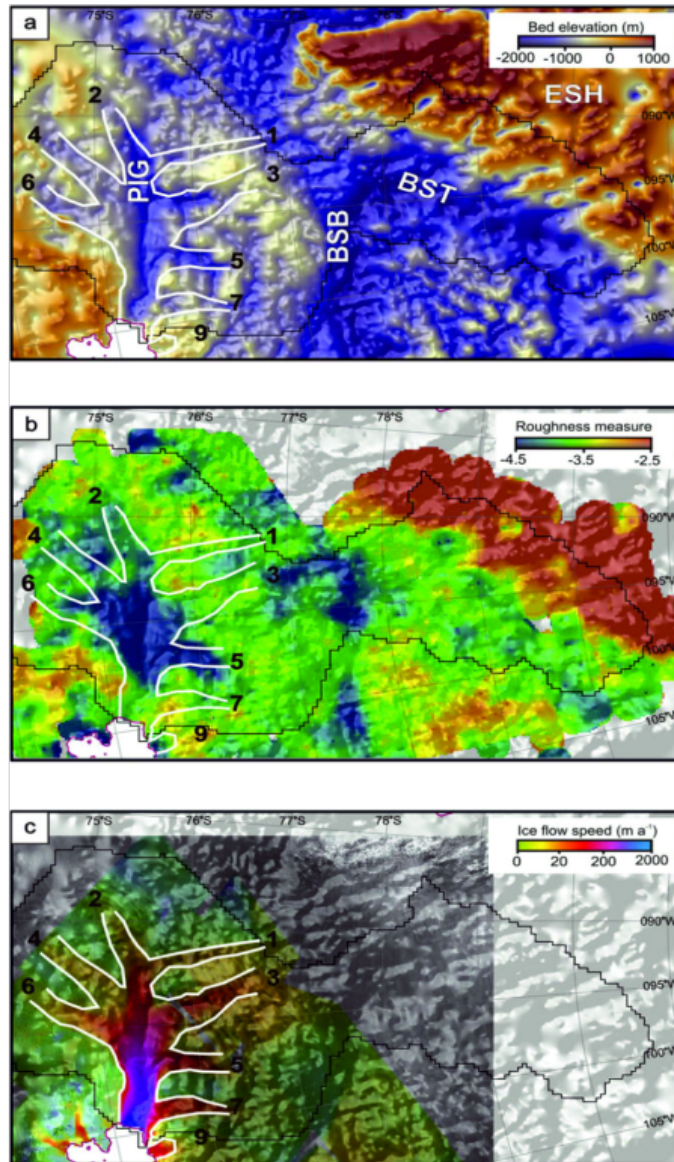 a
Bed elevation (m)
-2000 -1000 0 1000
75°S 76°S
ESH
090°W
095°W
100°W
105°W
PIG
BST
BSB
1
2
3
4
5
6
7
9
b
Roughness measure
-4.5 -3.5 -2.5
75°S 76°S 77°S 78°S
090°W
095°W
100°W
105°W
1
2
3
4
5
6
7
9
c
Ice flow speed (m a⁻¹)
0 20 200 2000
75°S 76°S 77°S 78°S
090°W
095°W
100°W
105°W
1
2
3
4
5
6
7
9